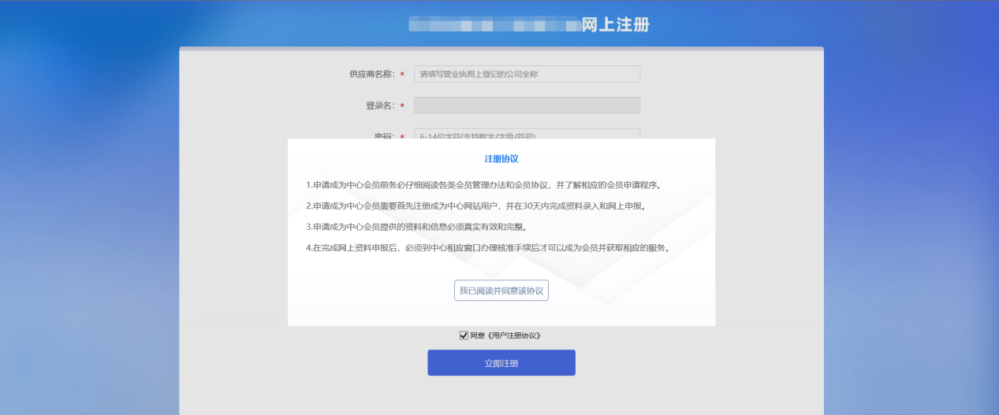 网上注册
供应商名称：* 请填写营业执照上登记的公司全称
登录名：*
密码：* 6-14位字符(支持数字/字母/符号)
注册协议
1.申请成为中心会员前务必仔细阅读各类会员管理办法和会员协议，并了解相应的会员申请程序。
2.申请成为中心会员需要首先注册成为中心网站用户，并在30天内完成资料录入和网上申报。
3.申请成为中心会员提供的资料和信息必须真实有效和完整。
4.在完成网上资料申报后，必须到中心相应窗口办理核准手续后才可以成为会员并获取相应的服务。
我已阅读并同意该协议
同意《用户注册协议》
立即注册